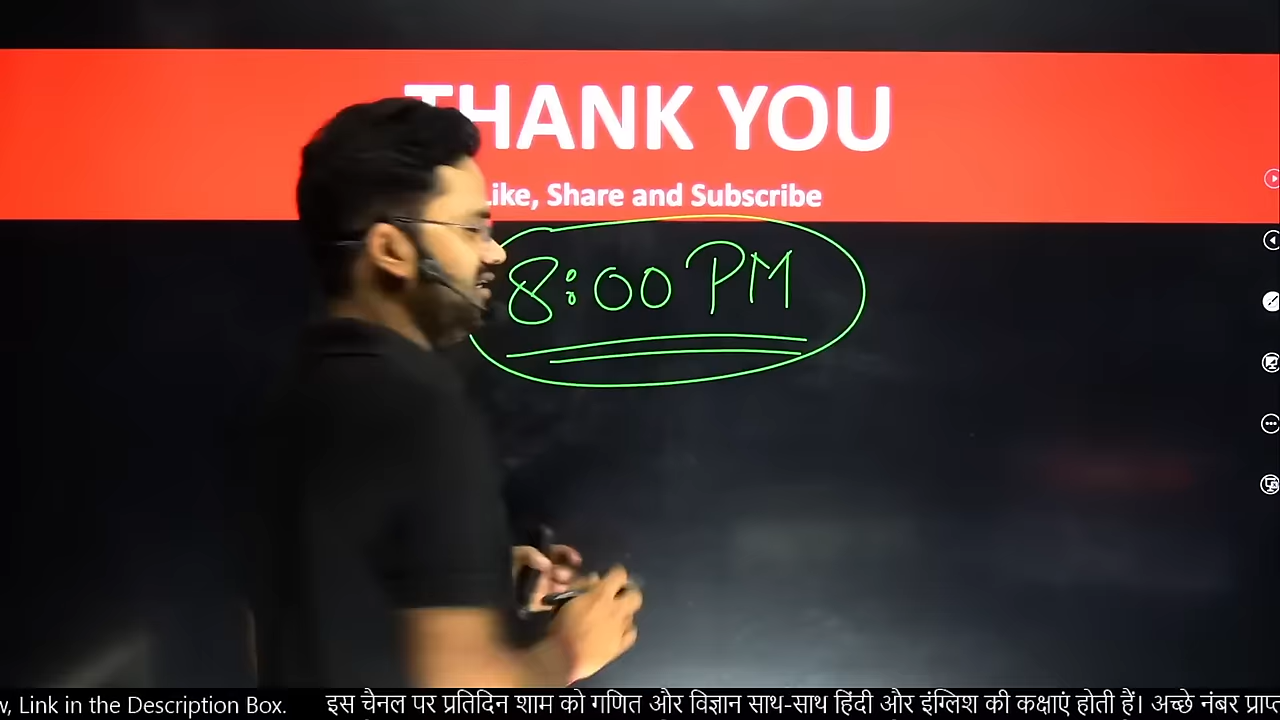 THANK YOU
Like, Share and Subscribe
8:00 PM
Link in the Description Box. इस चैनल पर प्रतिदिन शाम को गणित और विज्ञान साथ-साथ हिंदी और इंग्लिश की कक्षाएं होती हैं। अच्छे नंबर